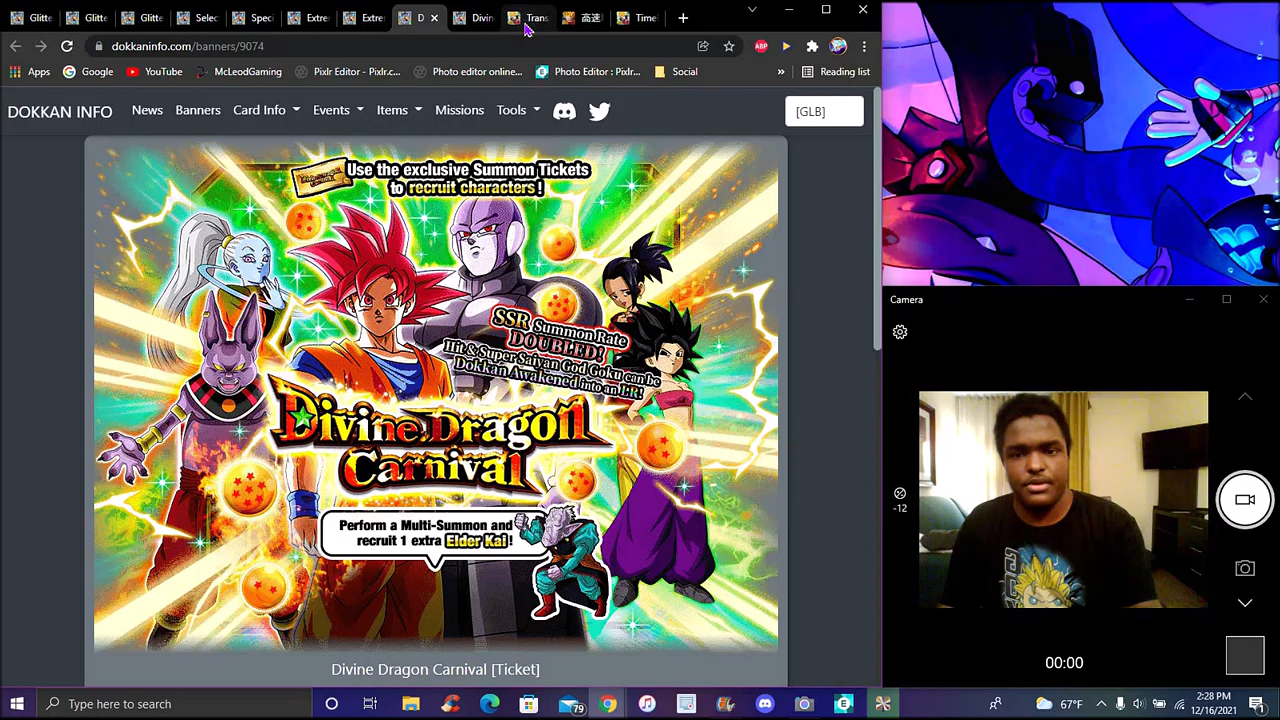 Glitte
Glitte
Glitte
Selec
Speci
Extre
Extre
D
Divin
Trans
高速
Time
dokkaninfo.com/banners/9074
ABP
Apps
Google
YouTube
McLeodGaming
Pixlr Editor - Pixlr.c...
Photo editor online...
Photo Editor : Pixr...
Social
»
Reading list
DOKKAN INFO
News
Banners
Card Info
Events
Items
Missions
Tools
[GLB]
Use the exclusive Summon Tickets
to recruit characters!
SSR Summon Rate
DOUBLED!
Hit & Super Saiyan God Goku can be
Dokkan Awakened into an LR!
Divine Dragon
Carnival
Perform a Multi-Summon and
recruit 1 extra Elder Kai!
Divine Dragon Carnival [Ticket]
Camera
-12
00:00
Type here to search
79
67°F
2:28 PM
12/16/2021
1